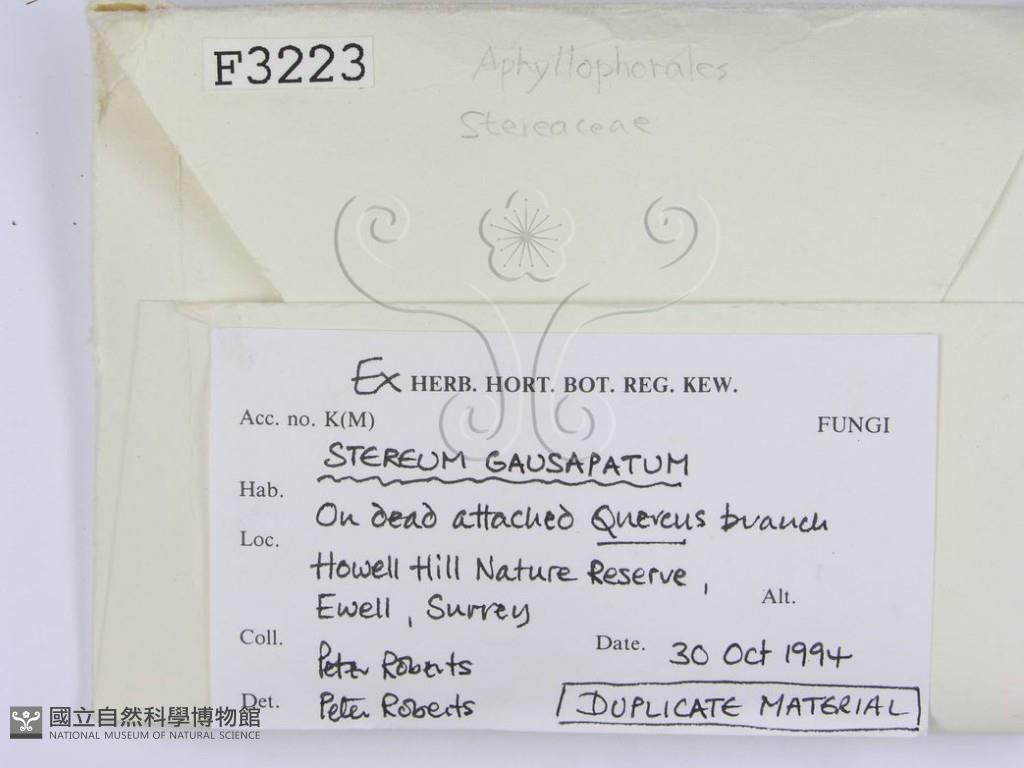 F3223
Aphyllophorales
Stereaceae
Ex HERB. HORT. BOT. REG. KEW.
Acc. no. K(M)
FUNGI
STEREUM GAUSAPATUM
Hab.
On dead attached Quercus branch
Loc.
Howell Hill Nature Reserve,
Ewell, Surrey
Alt.
Coll.
Peter Roberts
Date. 30 Oct 1994
Det.
Peter Roberts
DUPLICATE MATERIAL
國立自然科學博物館
NATIONAL MUSEUM OF NATURAL SCIENCE